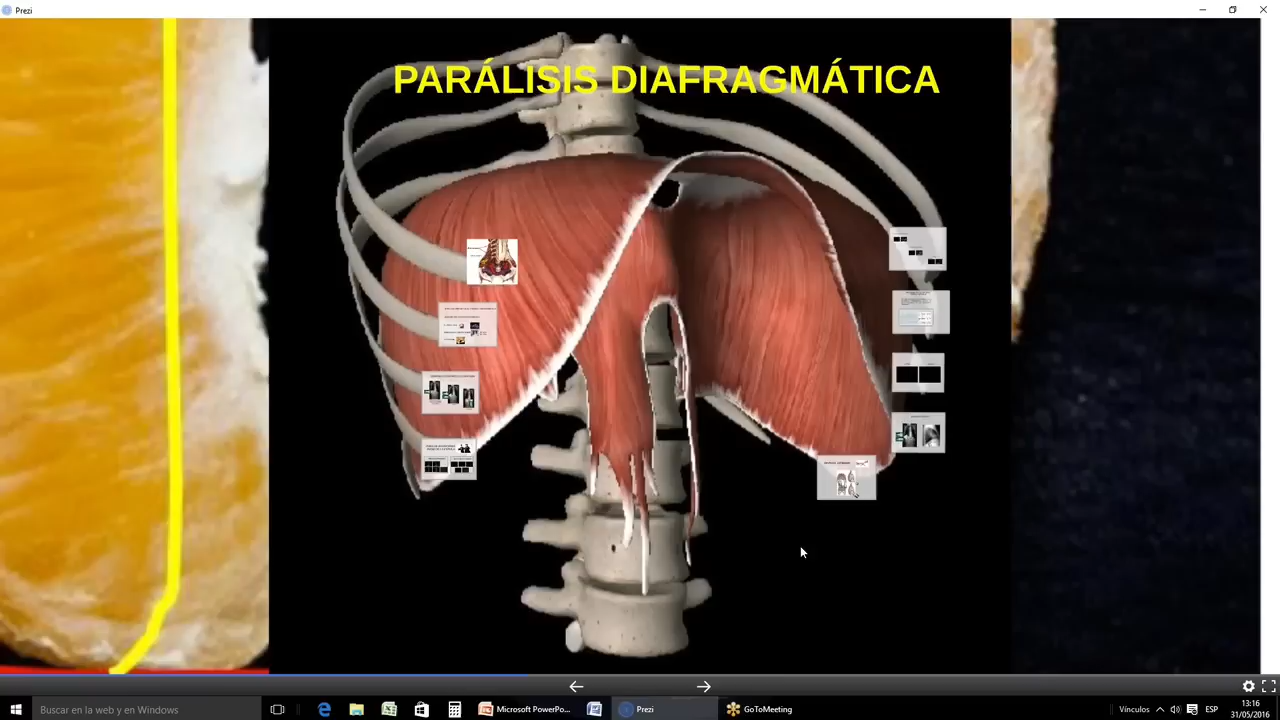 Prezi
PARÁLISIS DIAFRAGMÁTICA
Buscar en la web y en Windows
Microsoft PowerPo...
Prezi
GoToMeeting
Vínculos
ESP
13:16
31/05/2016